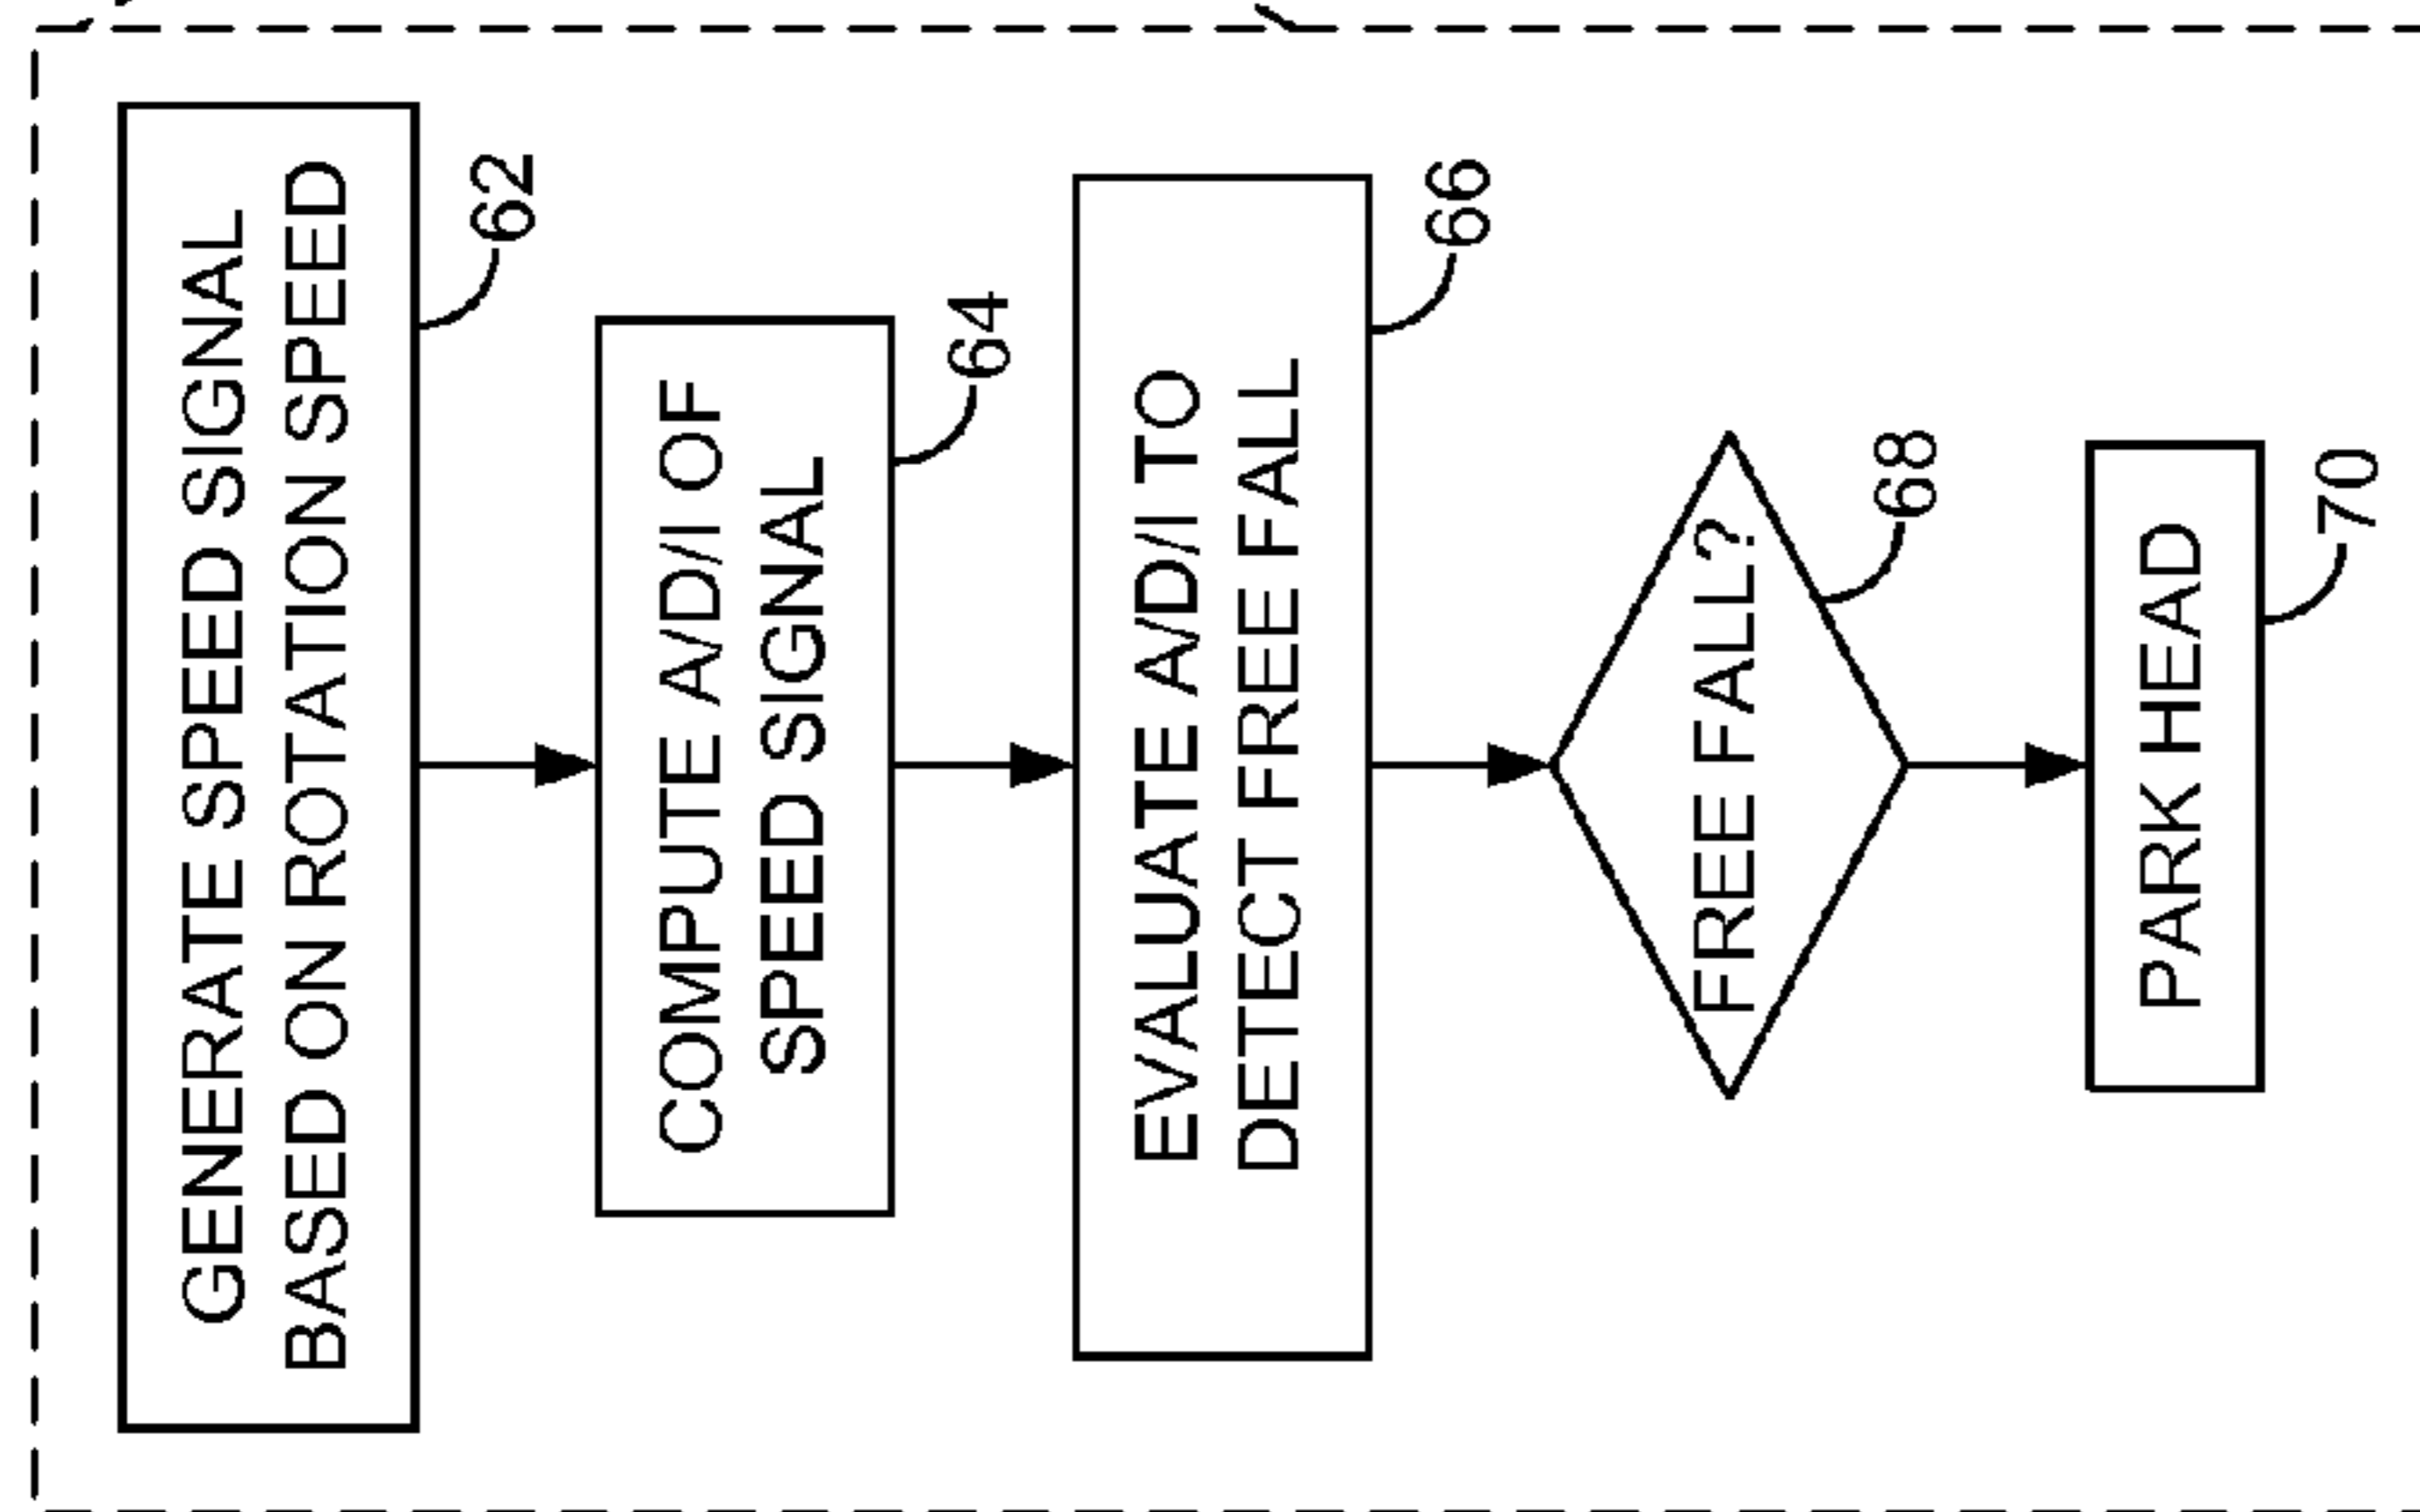 GENERATE SPEED SIGNAL
BASED ON ROTATION SPEED
62
COMPUTE A/D/I OF
SPEED SIGNAL
64
EVALUATE A/D/I TO
DETECT FREE FALL
66
FREE FALL?
68
PARK HEAD
70